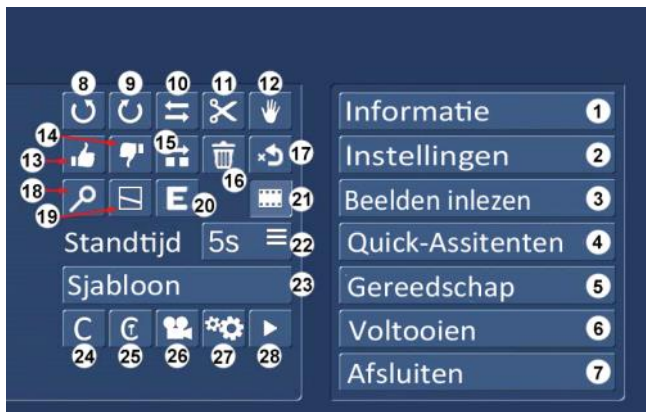 8 9 10 11 12
14 15
13 16 17
18 19 E 20 21
Standtijd 5s 22
Sjabloon 23
C
24 25 26 27 28
Informatie 1
Instellingen 2
Beelden inlezen 3
Quick-Assitenten 4
Gereedschap 5
Voltooien 6
Afsluiten 7